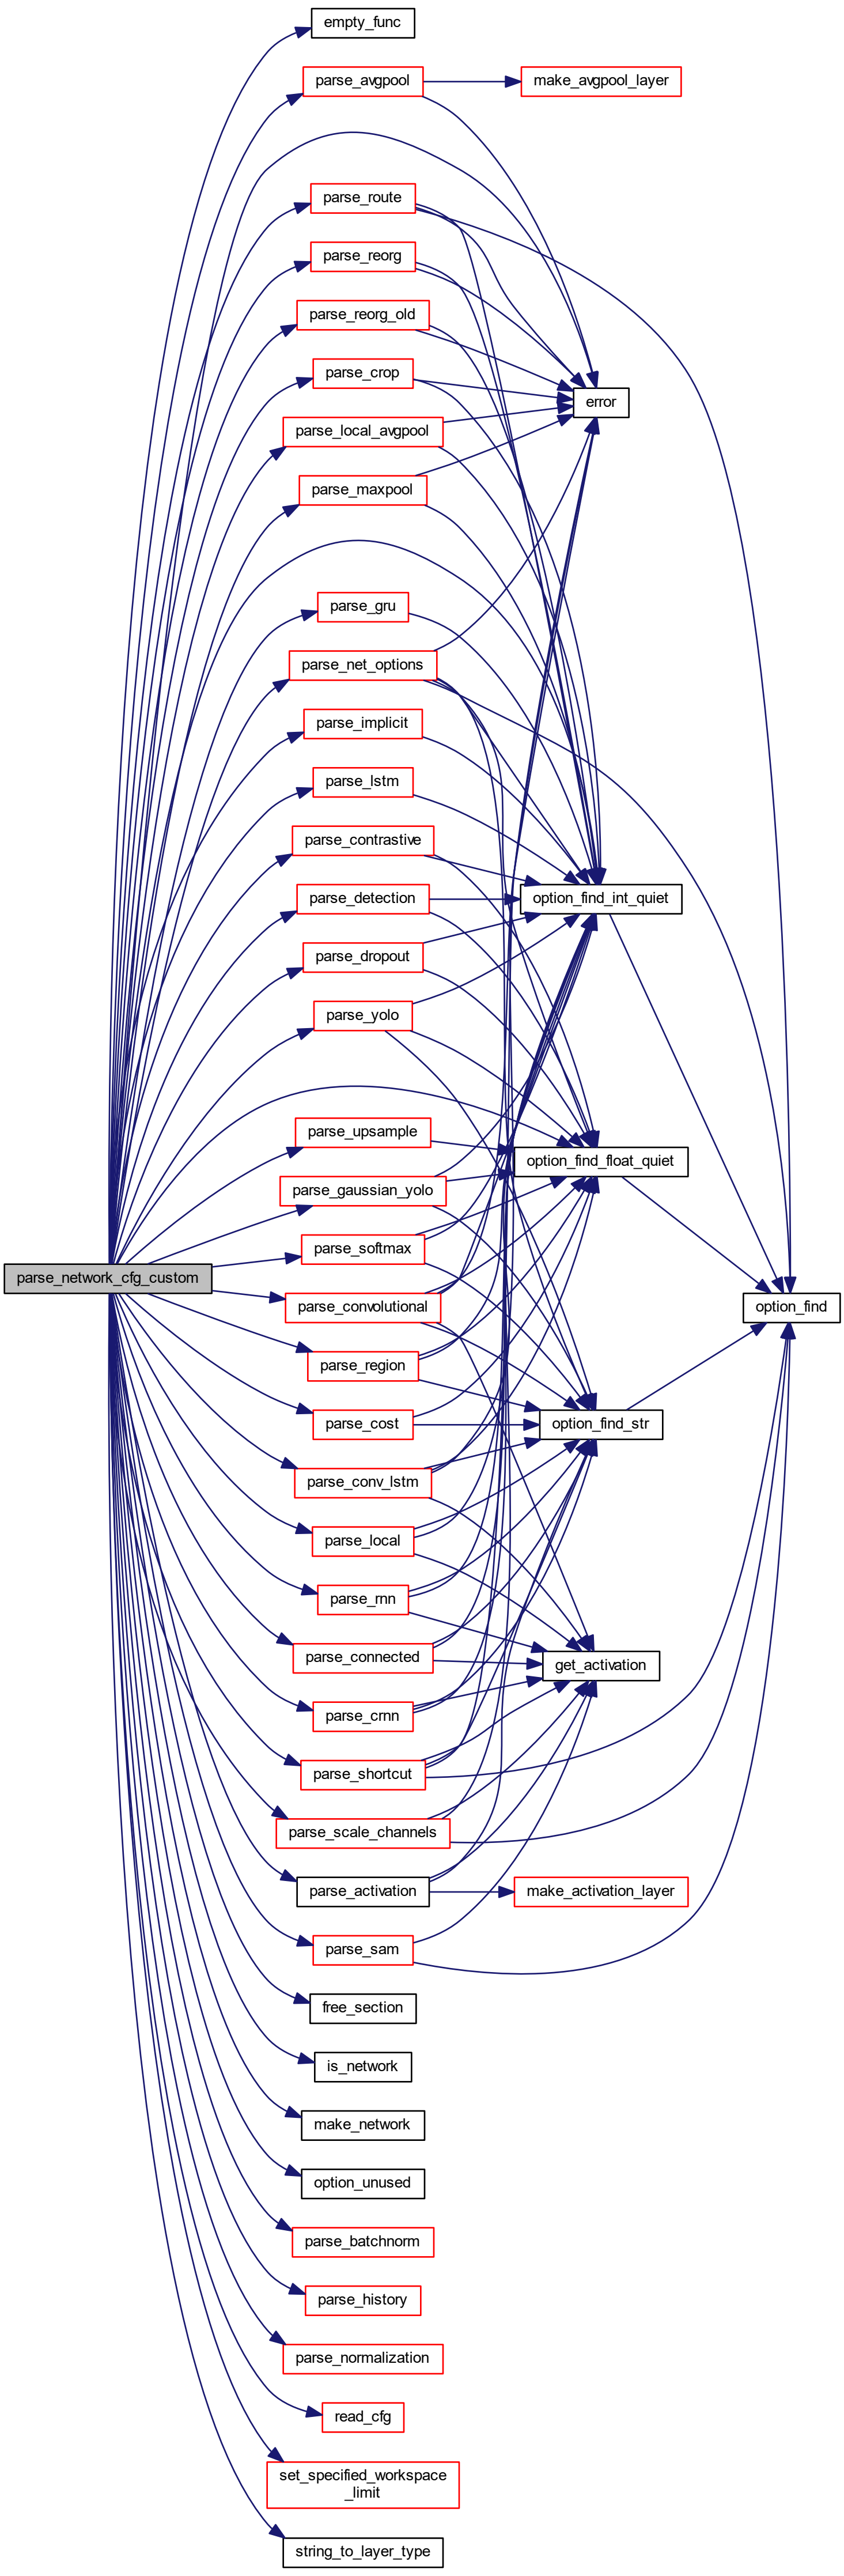 empty_func
parse_avgpool
make_avgpool_layer
parse_route
parse_reorg
parse_reorg_old
parse_crop
error
parse_local_avgpool
parse_maxpool
parse_gru
parse_net_options
parse_implicit
parse_lstm
parse_contrastive
parse_detection
option_find_int_quiet
parse_dropout
parse_yolo
parse_upsample
option_find_float_quiet
parse_gaussian_yolo
parse_softmax
parse_network_cfg_custom
parse_convolutional
option_find
parse_region
parse_cost
option_find_str
parse_conv_lstm
parse_local
parse_rnn
parse_connected
get_activation
parse_crnn
parse_shortcut
parse_scale_channels
parse_activation
make_activation_layer
parse_sam
free_section
is_network
make_network
option_unused
parse_batchnorm
parse_history
parse_normalization
read_cfg
set_specified_workspace
_limit
string_to_layer_type